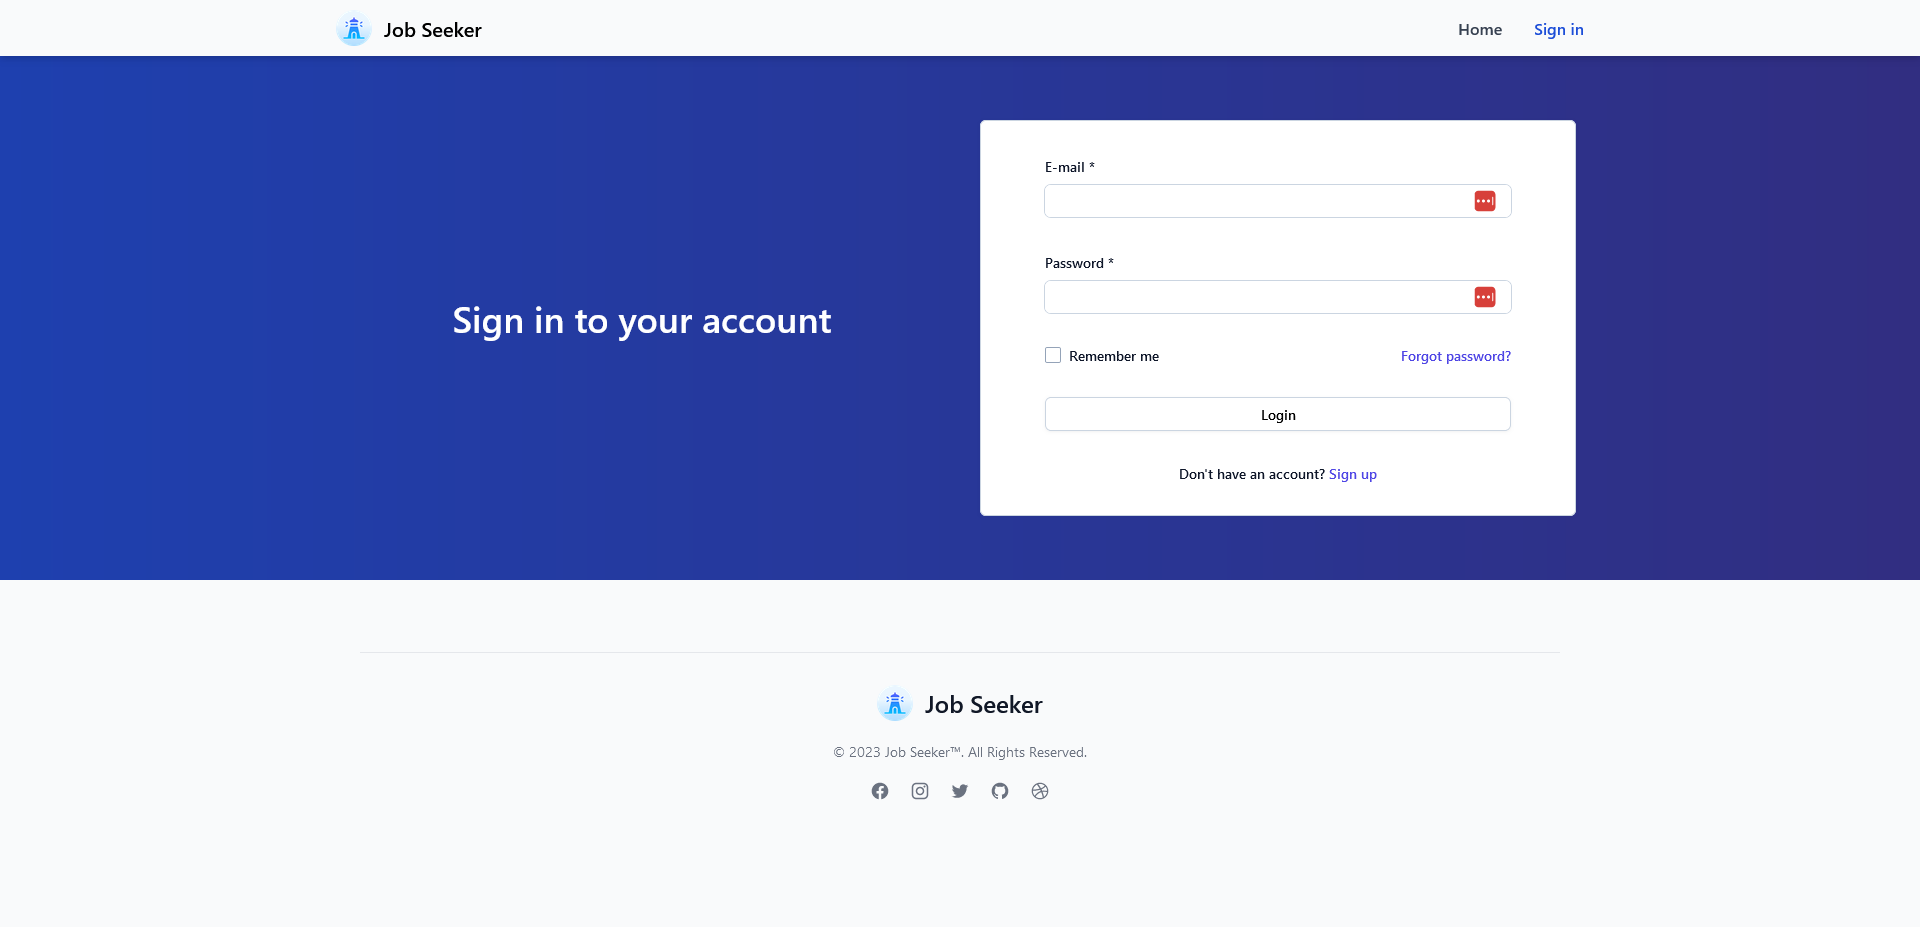 Job Seeker
Home
Sign in
Sign in to your account
E-mail *
Password *
Remember me
Forgot password?
Login
Don't have an account? Sign up
Job Seeker
© 2023 Job Seeker™. All Rights Reserved.